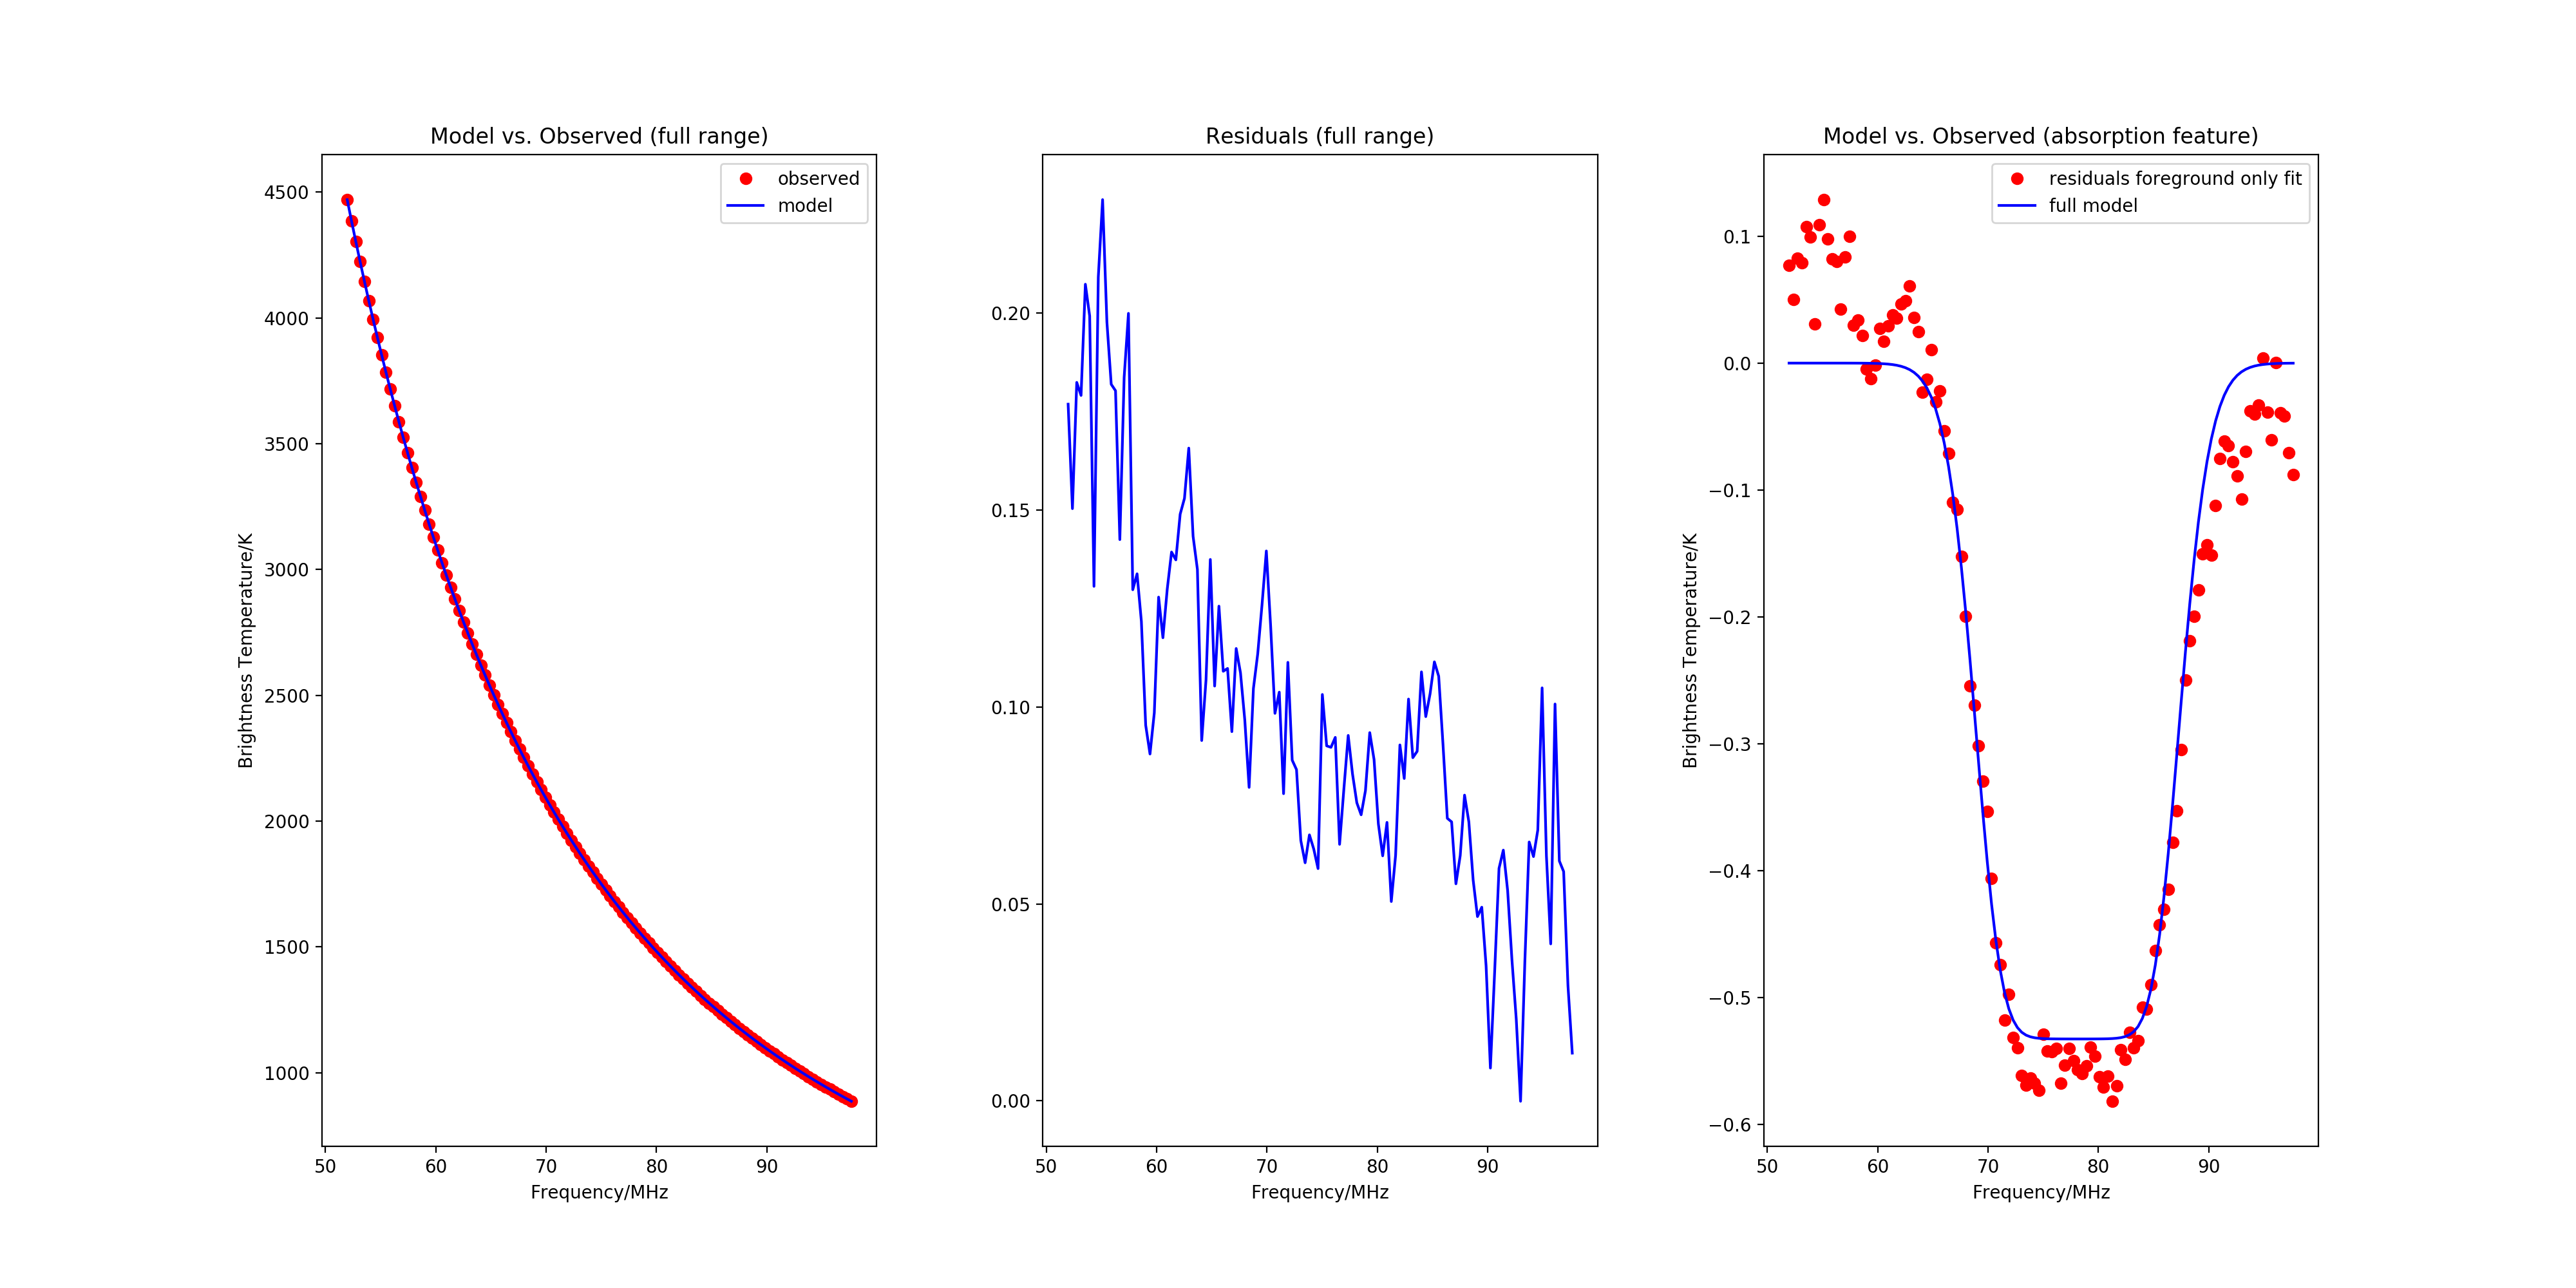 Model vs. Observed (full range)
observed
model
4500
4000
3500
3000
2500
2000
1500
1000
Brightness Temperature/K
50 60 70 80 90
Frequency/MHz
Residuals (full range)
0.20
0.15
0.10
0.05
0.00
50 60 70 80 90
Frequency/MHz
Model vs. Observed (absorption feature)
residuals foreground only fit
full model
0.1
0.0
−0.1
−0.2
−0.3
−0.4
−0.5
−0.6
Brightness Temperature/K
50 60 70 80 90
Frequency/MHz